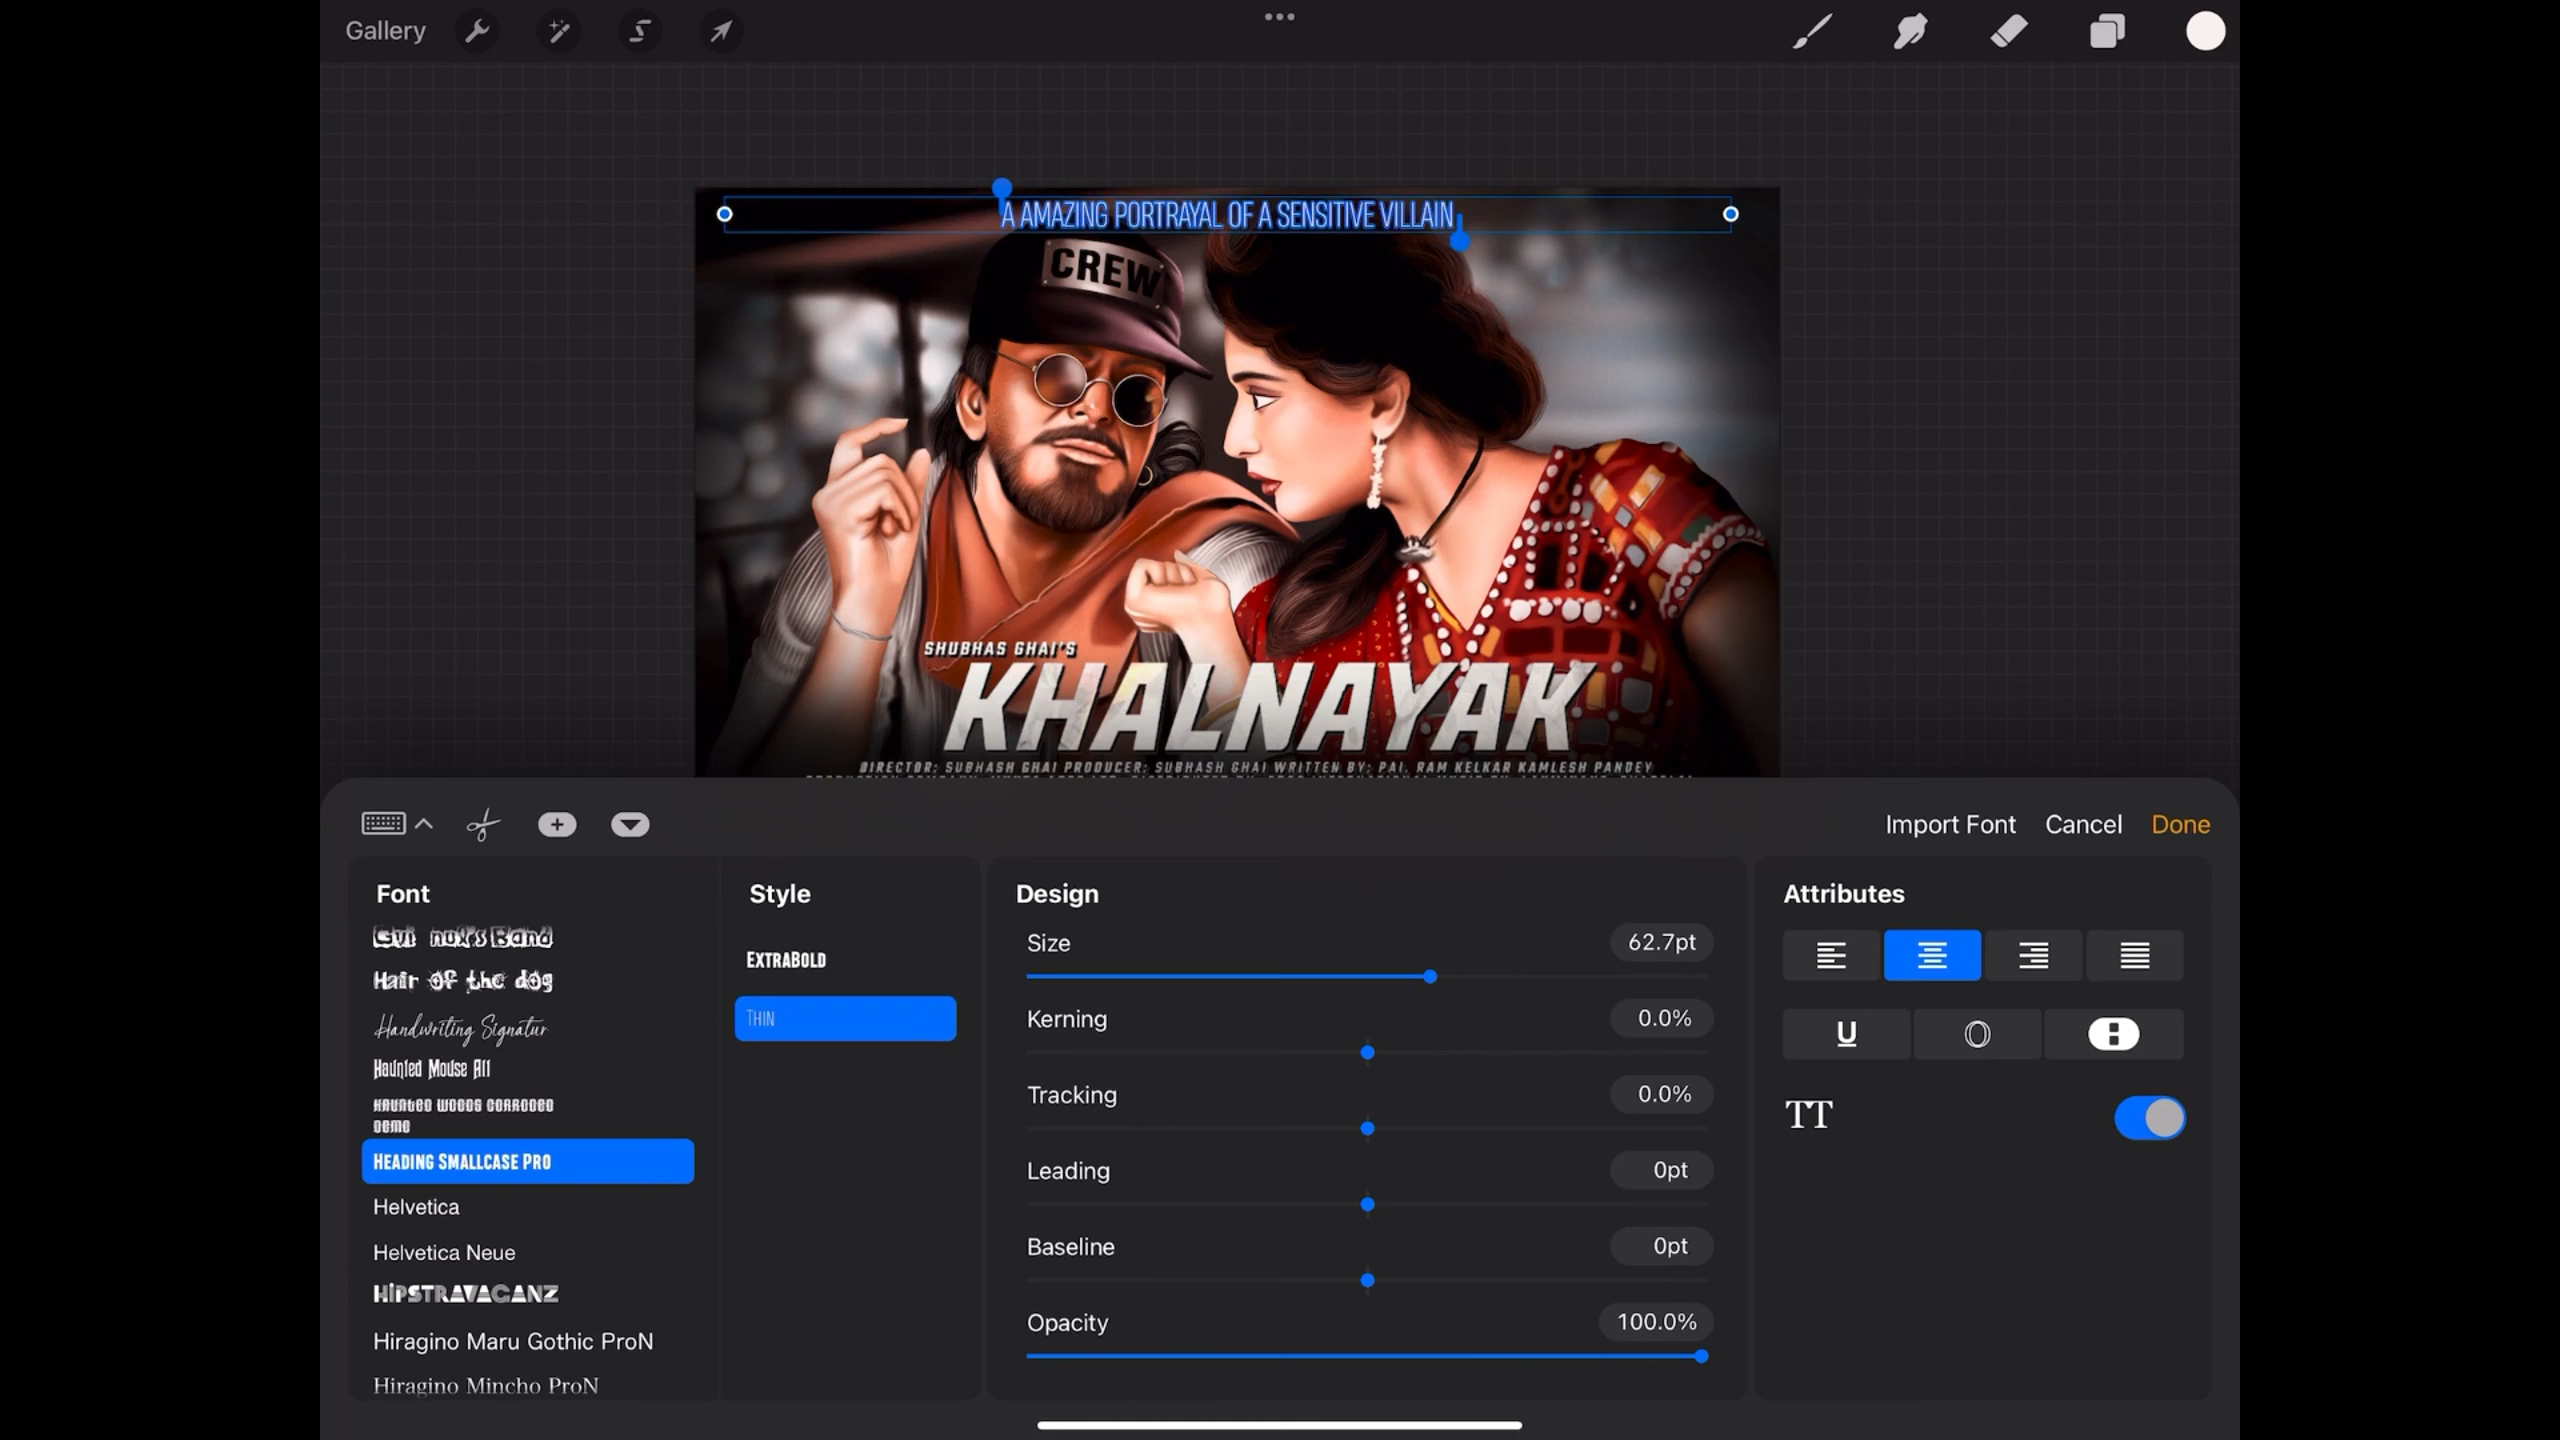 Gallery
A AMAZING PORTRAYAL OF A SENSITIVE VILLAIN
CREW
SHUBHAS GHAI'S
KHALNAYAK
DIRECTOR: SUBHASH GHAI PRODUCER: SUBHASH GHAI WRITTEN BY: PAI, RAM KELKAR KAMLESH PANDEY
Import Font
Cancel
Done
Font
Hair Of the dog
Handwriting Signatur
Haunted Mouse All
HAUNTED WOODS CORRODED
DEMO
HEADING SMALLCASE PRO
Helvetica
Helvetica Neue
HIPSTRAVAGANZ
Hiragino Maru Gothic ProN
Hiragino Mincho ProN
Style
EXTRABOLD
THIN
Design
Size 62.7pt
Kerning 0.0%
Tracking 0.0%
Leading 0pt
Baseline 0pt
Opacity 100.0%
Attributes
U O
TT